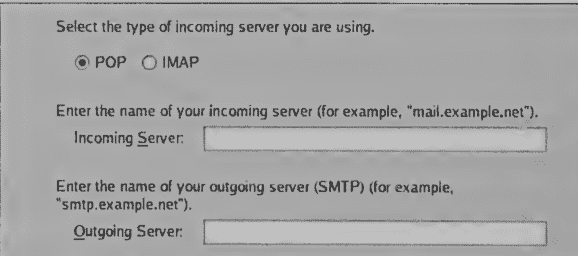 Select the type of incoming server you are using.
POP IMAP
Enter the name of your incoming server (for example, "mail.example.net").
Incoming Server:
Enter the name of your outgoing server (SMTP) (for example,
"smtp.example.net").
Outgoing Server: